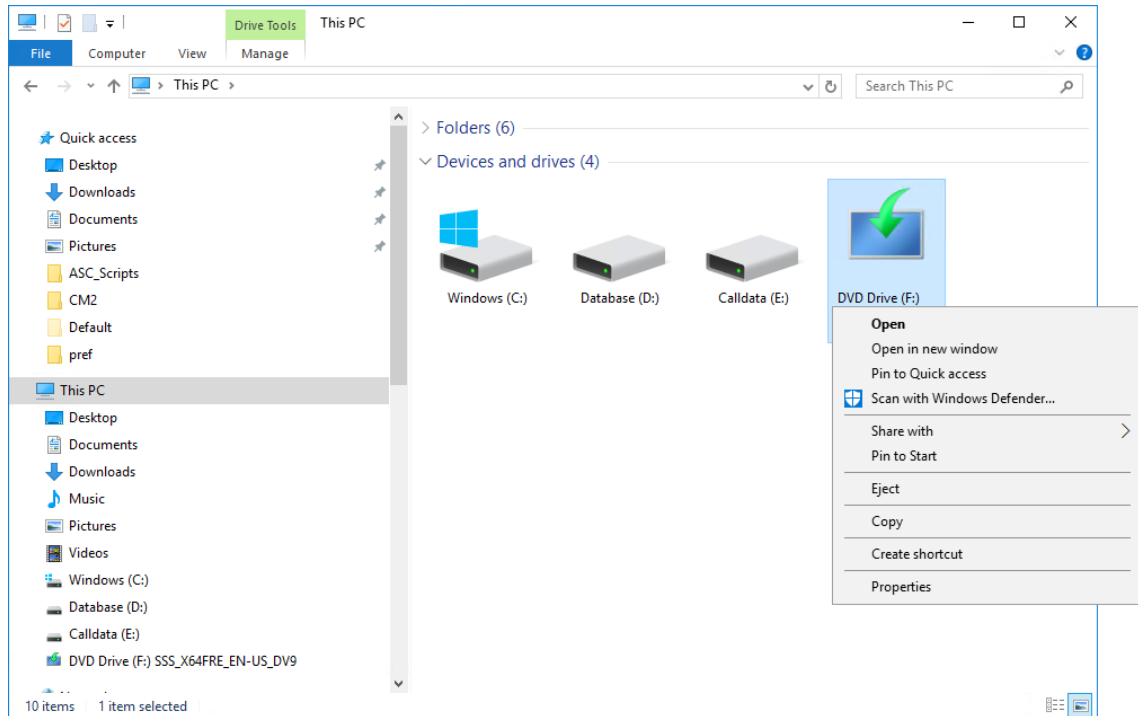 Drive Tools
This PC
File
Computer
View
Manage
This PC
Search This PC
Quick access
Desktop
Downloads
Documents
Pictures
ASC_Scripts
CM2
Default
pref
This PC
Desktop
Documents
Downloads
Music
Pictures
Videos
Windows (C:)
Database (D:)
Calldata (E:)
DVD Drive (F:) SSS_X64FRE_EN-US_DV9
Folders (6)
Devices and drives (4)
Windows (C:)
Database (D:)
Calldata (E:)
DVD Drive (F:)
Open
Open in new window
Pin to Quick access
Scan with Windows Defender...
Share with
Pin to Start
Eject
Copy
Create shortcut
Properties
10 items
1 item selected